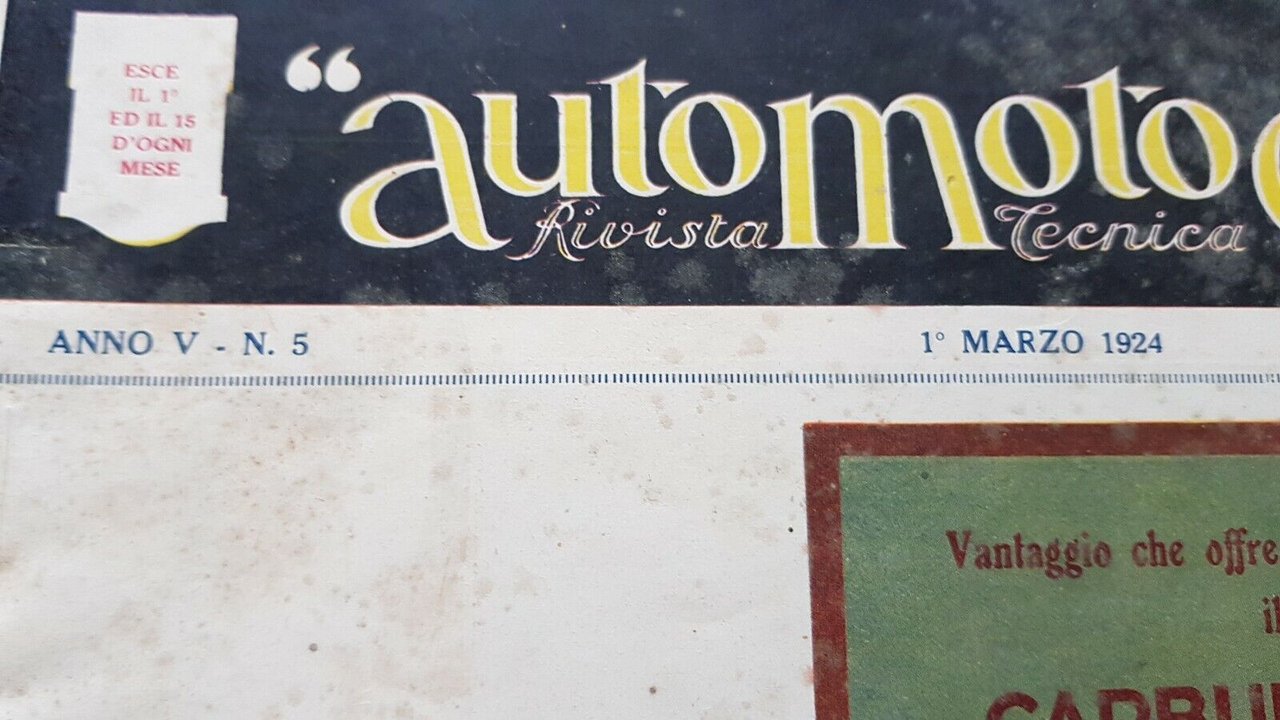 ESCE
IL 1°
ED IL 15
D'OGNI
MESE
“automoto
Rivista Tecnica
ANNO V - N. 5
1° MARZO 1924
Vantaggio che offre